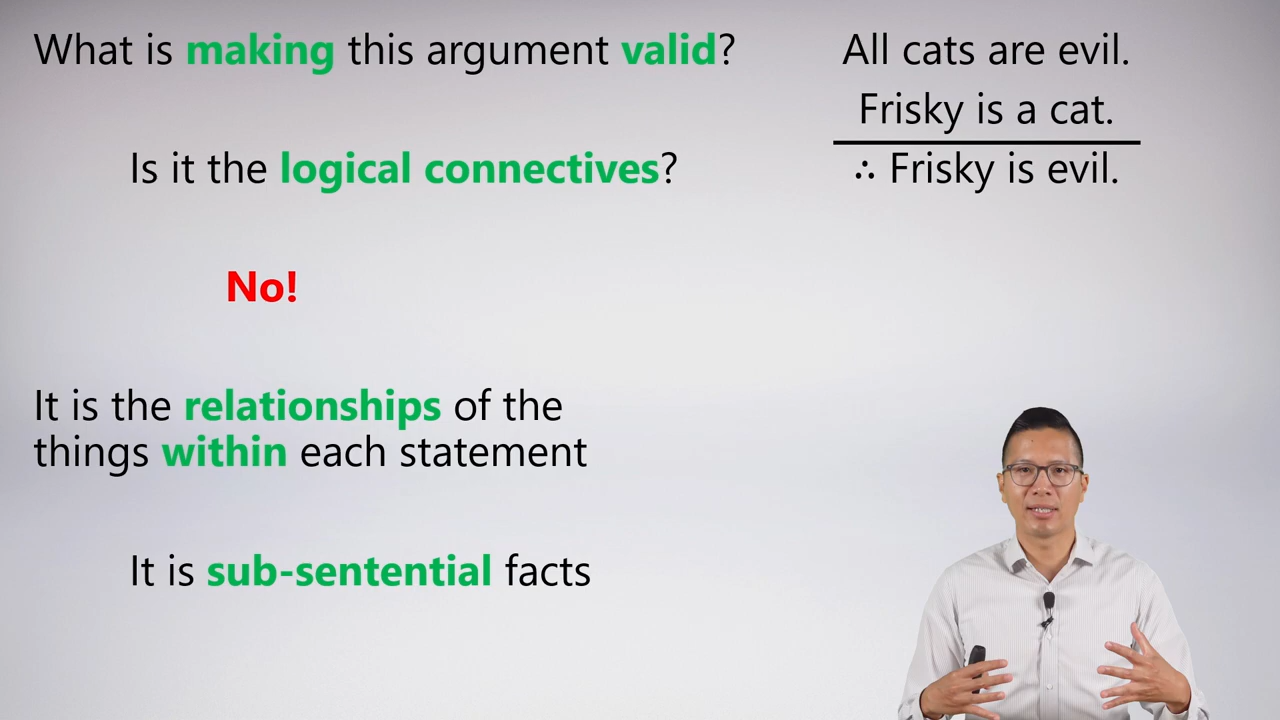 What is making this argument valid?
Is it the logical connectives?
No!
It is the relationships of the
things within each statement
It is sub-sentential facts
All cats are evil.
Frisky is a cat.
∴ Frisky is evil.